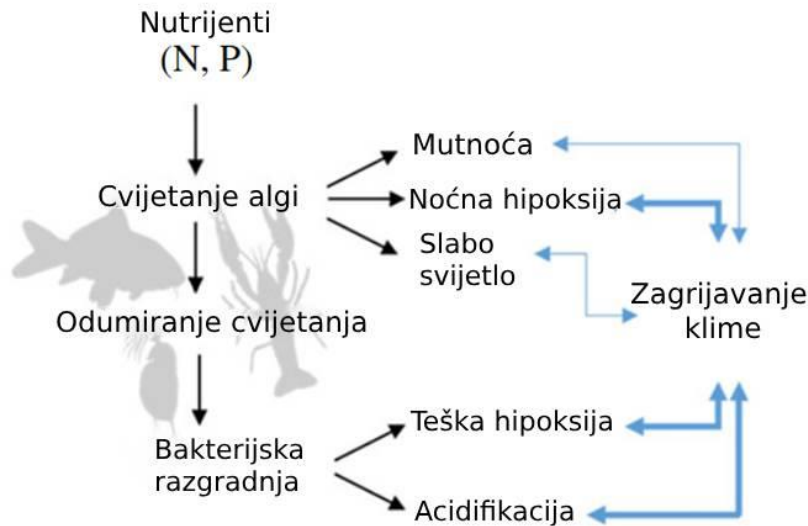 Nutrijenti
(N, P)
Cvijetanje algi
Mutnoća
Noćna hipoksija
Slabo
svijetlo
Zagrijavanje
klime
Odumiranje cvijetanja
Bakterijska
razgradnja
Teška hipoksija
Acidifikacija